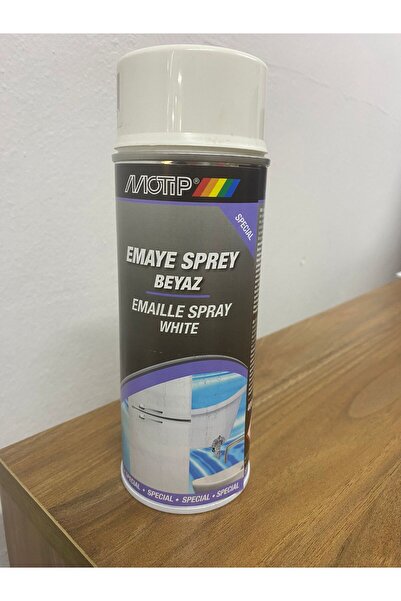 MOTIP®
SPECIAL
EMAYE SPREY
BEYAZ
EMAILLE SPRAY
WHITE
SPECIAL • SPECIAL • SPECIAL • SPECIAL